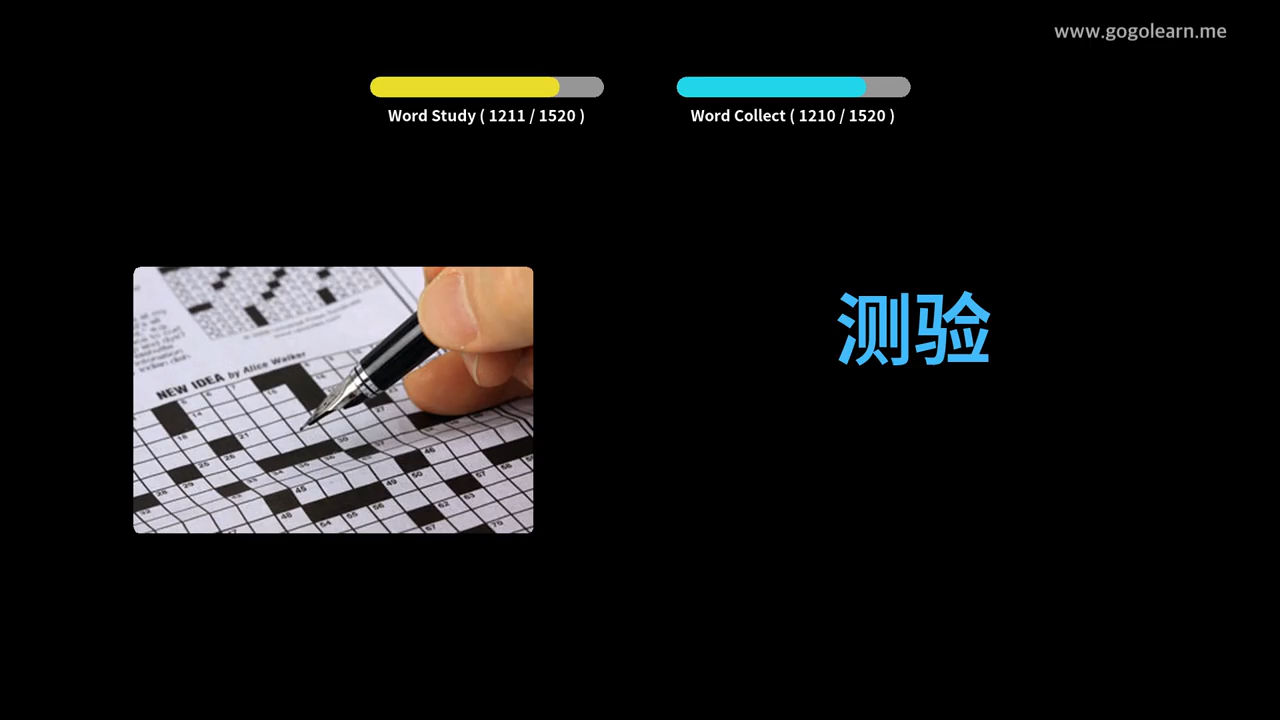 www.gogolearn.me
Word Study ( 1211 / 1520 )
Word Collect ( 1210 / 1520 )
测验
NEW IDEA by Alice Walker